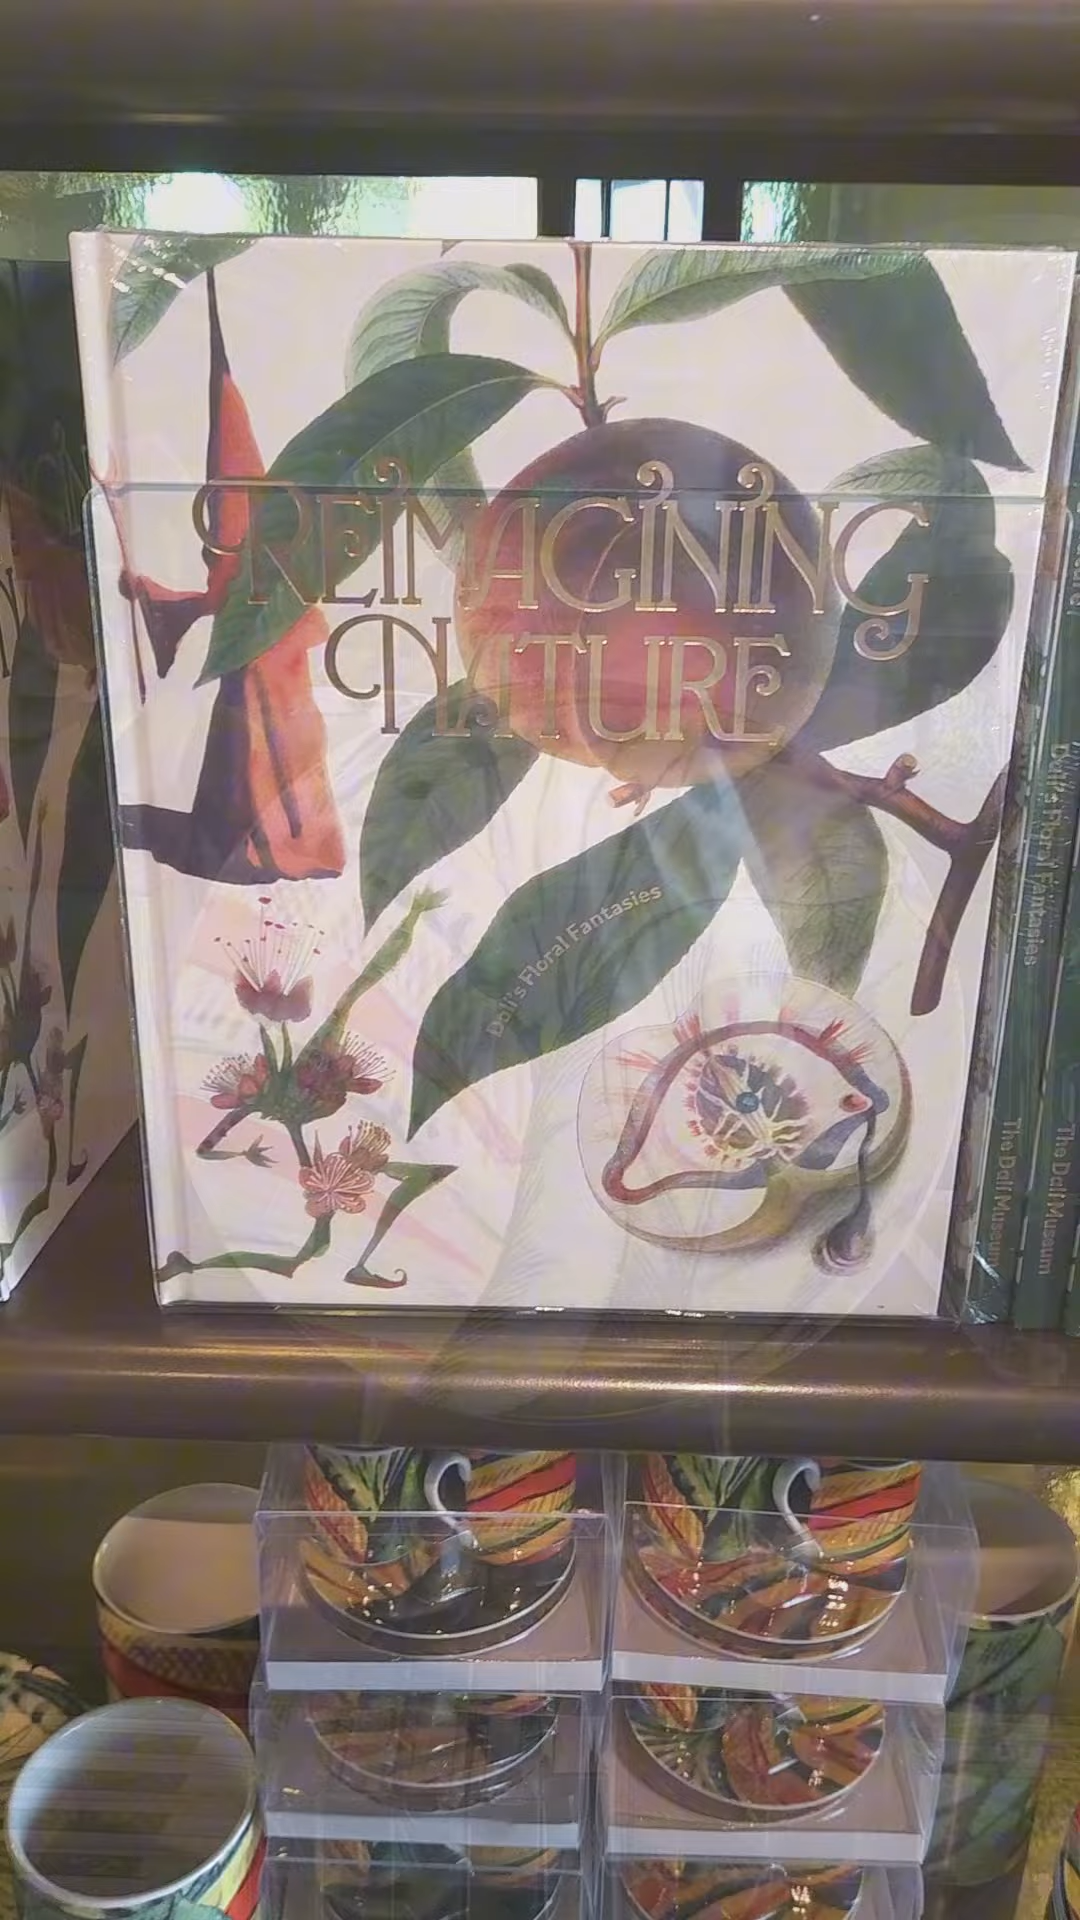 REIMAGINING
NATURE
Dalí's Floral Fantasies
Dalí's Floral Fantasies
The Dalí Museum
The Dalí Museum